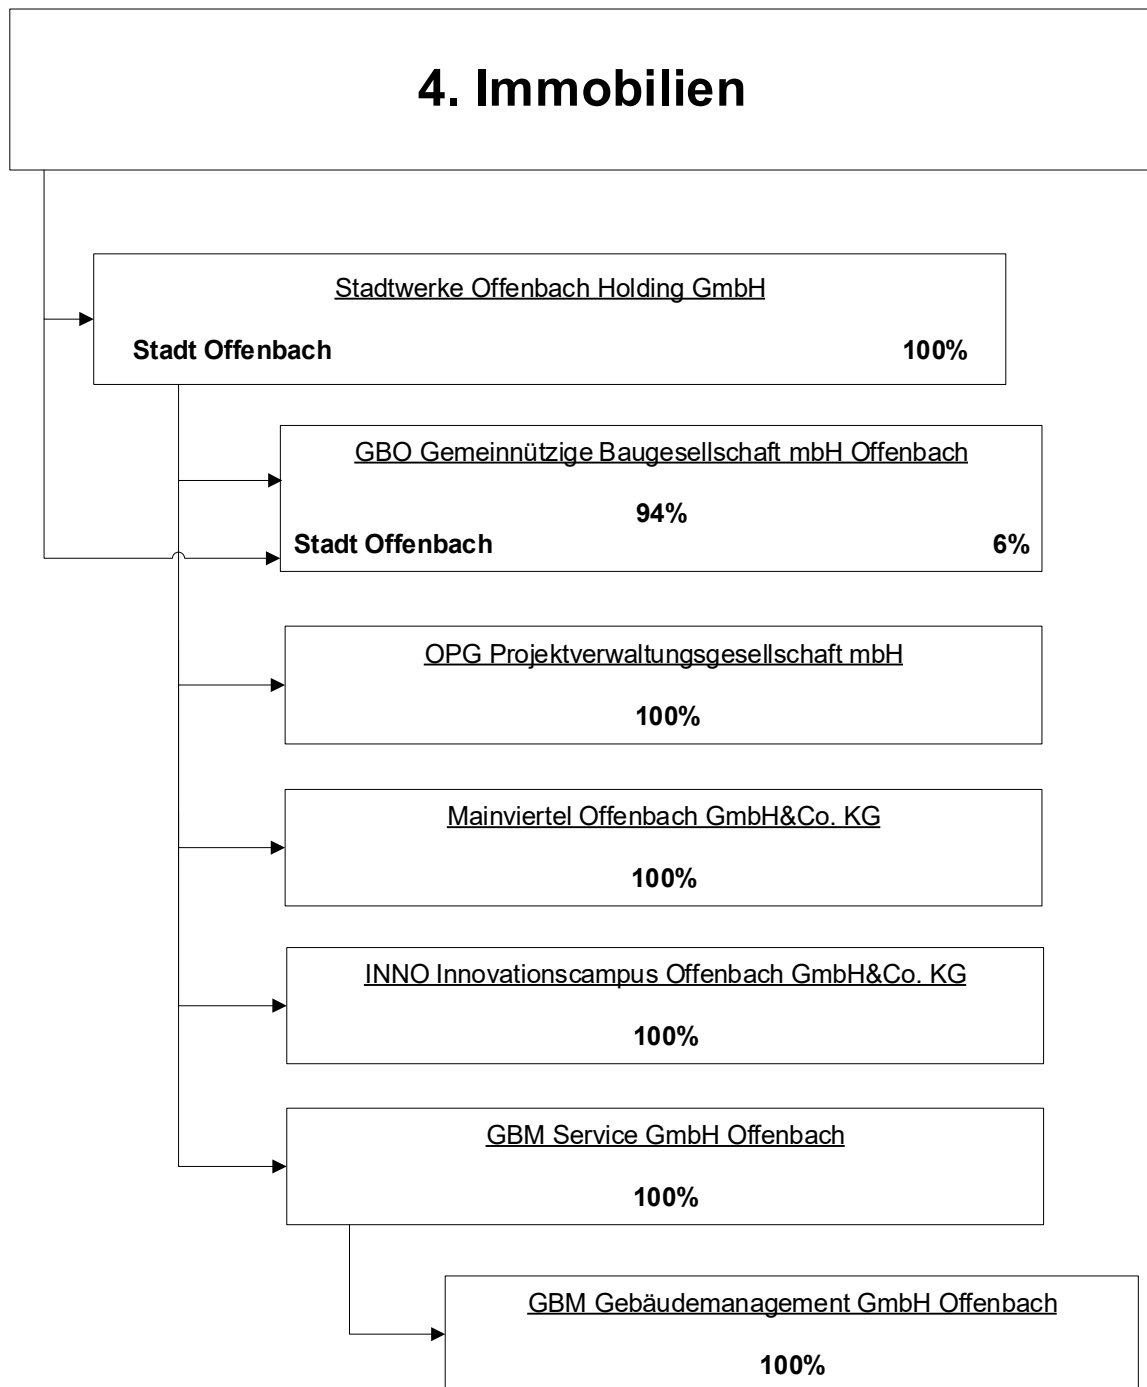 4. Immobilien
Stadtwerke Offenbach Holding GmbH
Stadt Offenbach 100%
GBO Gemeinnützige Baugesellschaft mbH Offenbach
94%
Stadt Offenbach 6%
OPG Projektverwaltungsgesellschaft mbH
100%
Mainviertel Offenbach GmbH&Co. KG
100%
INNO Innovationscampus Offenbach GmbH&Co. KG
100%
GBM Service GmbH Offenbach
100%
GBM Gebäudemanagement GmbH Offenbach
100%